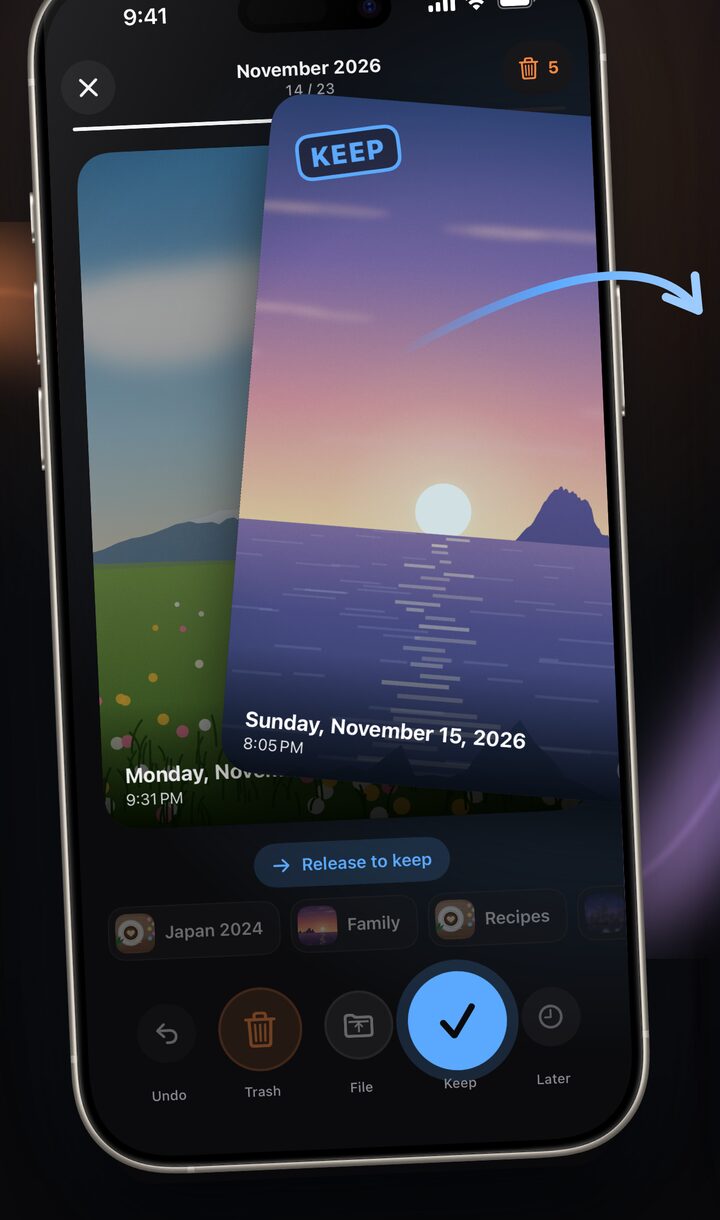 9:41
November 2026
14 / 23
5
KEEP
Sunday, November 15, 2026
8:05 PM
Monday,
9:31 PM
→ Release to keep
Japan 2024
Family
Recipes
Undo
Trash
File
Keep
Later